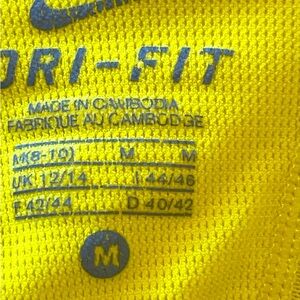 DRI-FIT
MADE IN CAMBODIA
FABRIQUE AU CAMBODGE
M(8-10) M M
UK 12/14 I 44/46
F 42/44 D 40/42
M